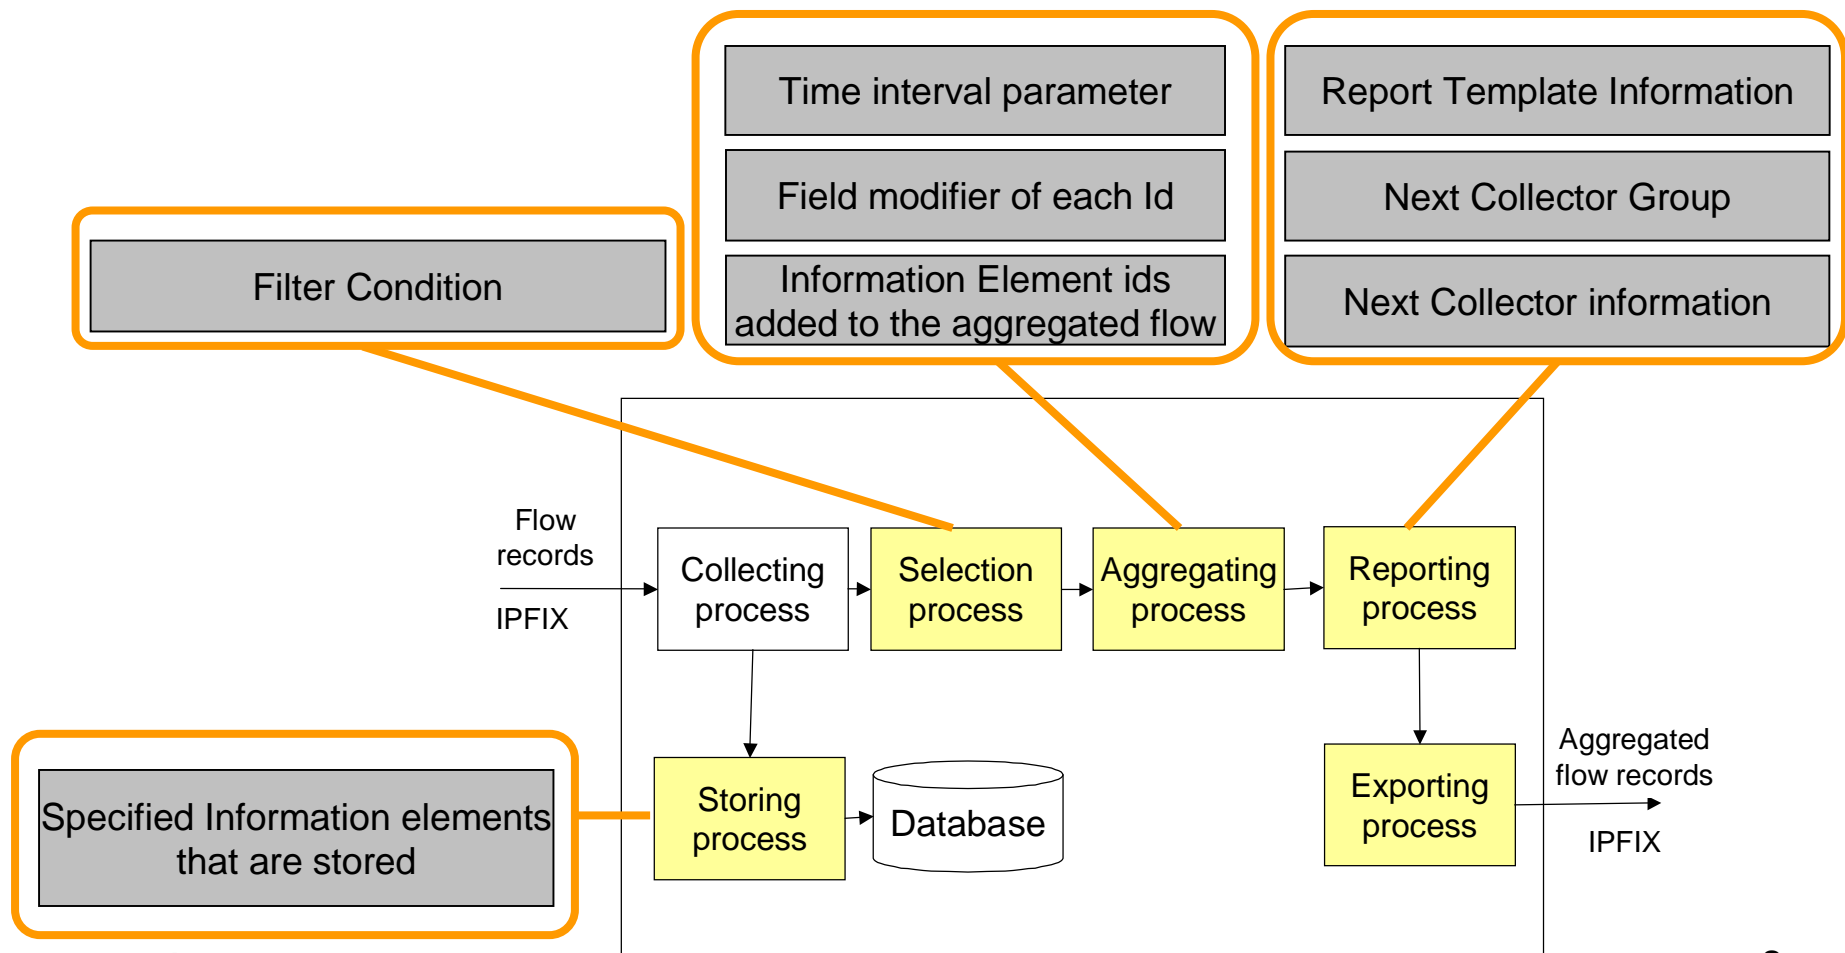 Time interval parameter
Field modifier of each Id
Information Element ids
added to the aggregated flow
Report Template Information
Next Collector Group
Next Collector information
Filter Condition
Flow
records
IPFIX
Collecting
process
Selection
process
Aggregating
process
Reporting
process
Specified Information elements
that are stored
Storing
process
Database
Exporting
process
Aggregated
flow records
IPFIX